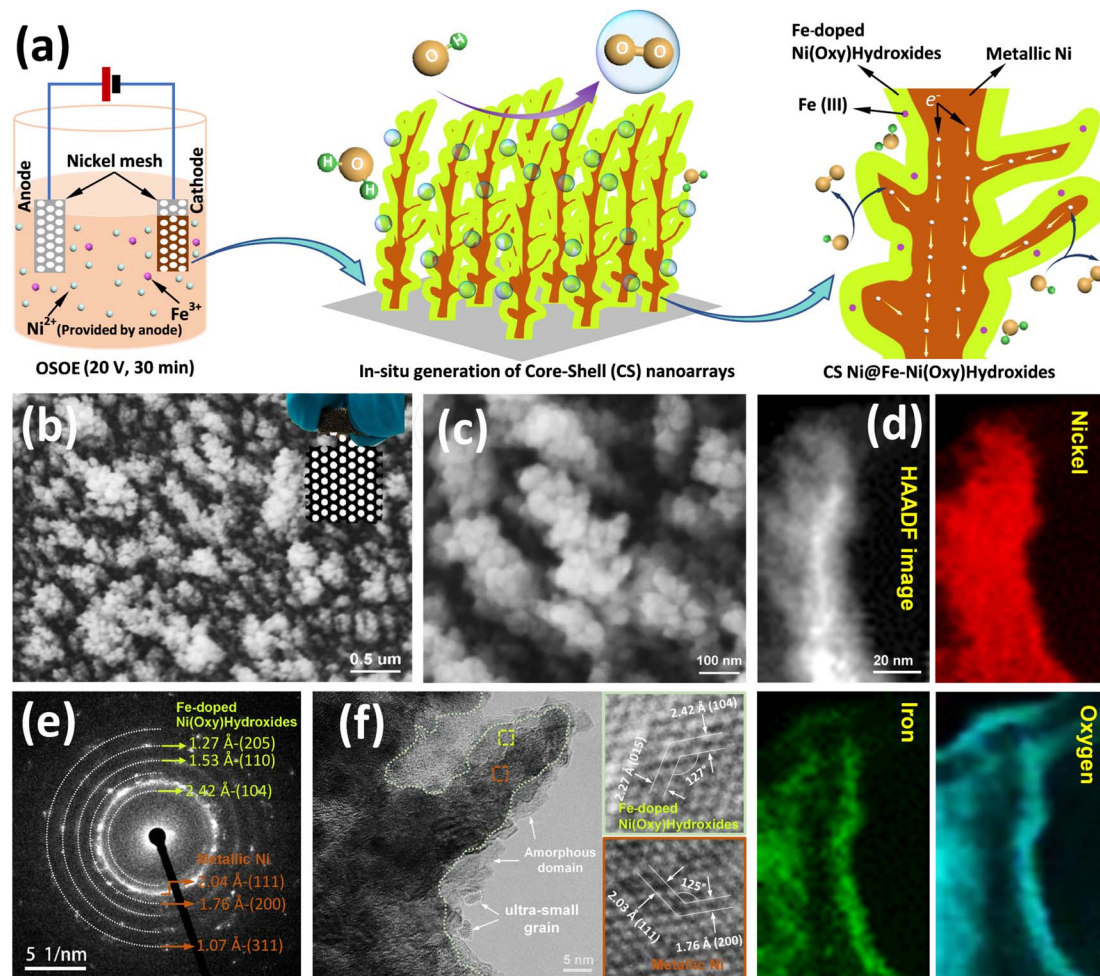 (a)
Anode
Nickel mesh
Cathode
Ni2+ (Provided by anode)
Fe3+
OSOE (20 V, 30 min)
H
O
O O
H
O
H
In-situ generation of Core-Shell (CS) nanoarrays
Fe-doped
Ni(Oxy)Hydroxides
Metallic Ni
Fe (III)
e-
CS Ni@Fe-Ni(Oxy)Hydroxides
(b)
0.5 um
(c)
100 nm
(d)
HAADF image
20 nm
Nickel
Iron
Oxygen
(e)
Fe-doped
Ni(Oxy)Hydroxides
1.27 Å-(205)
1.53 Å-(110)
2.42 Å-(104)
Metallic Ni
2.04 Å-(111)
1.76 Å-(200)
1.07 Å-(311)
5 1/nm
(f)
Amorphous
domain
ultra-small
grain
5 nm
2.42 Å (104)
2.27 Å (015)
127°
Fe-doped
Ni(Oxy)Hydroxides
125°
2.03 Å (111)
1.76 Å (200)
Metallic Ni